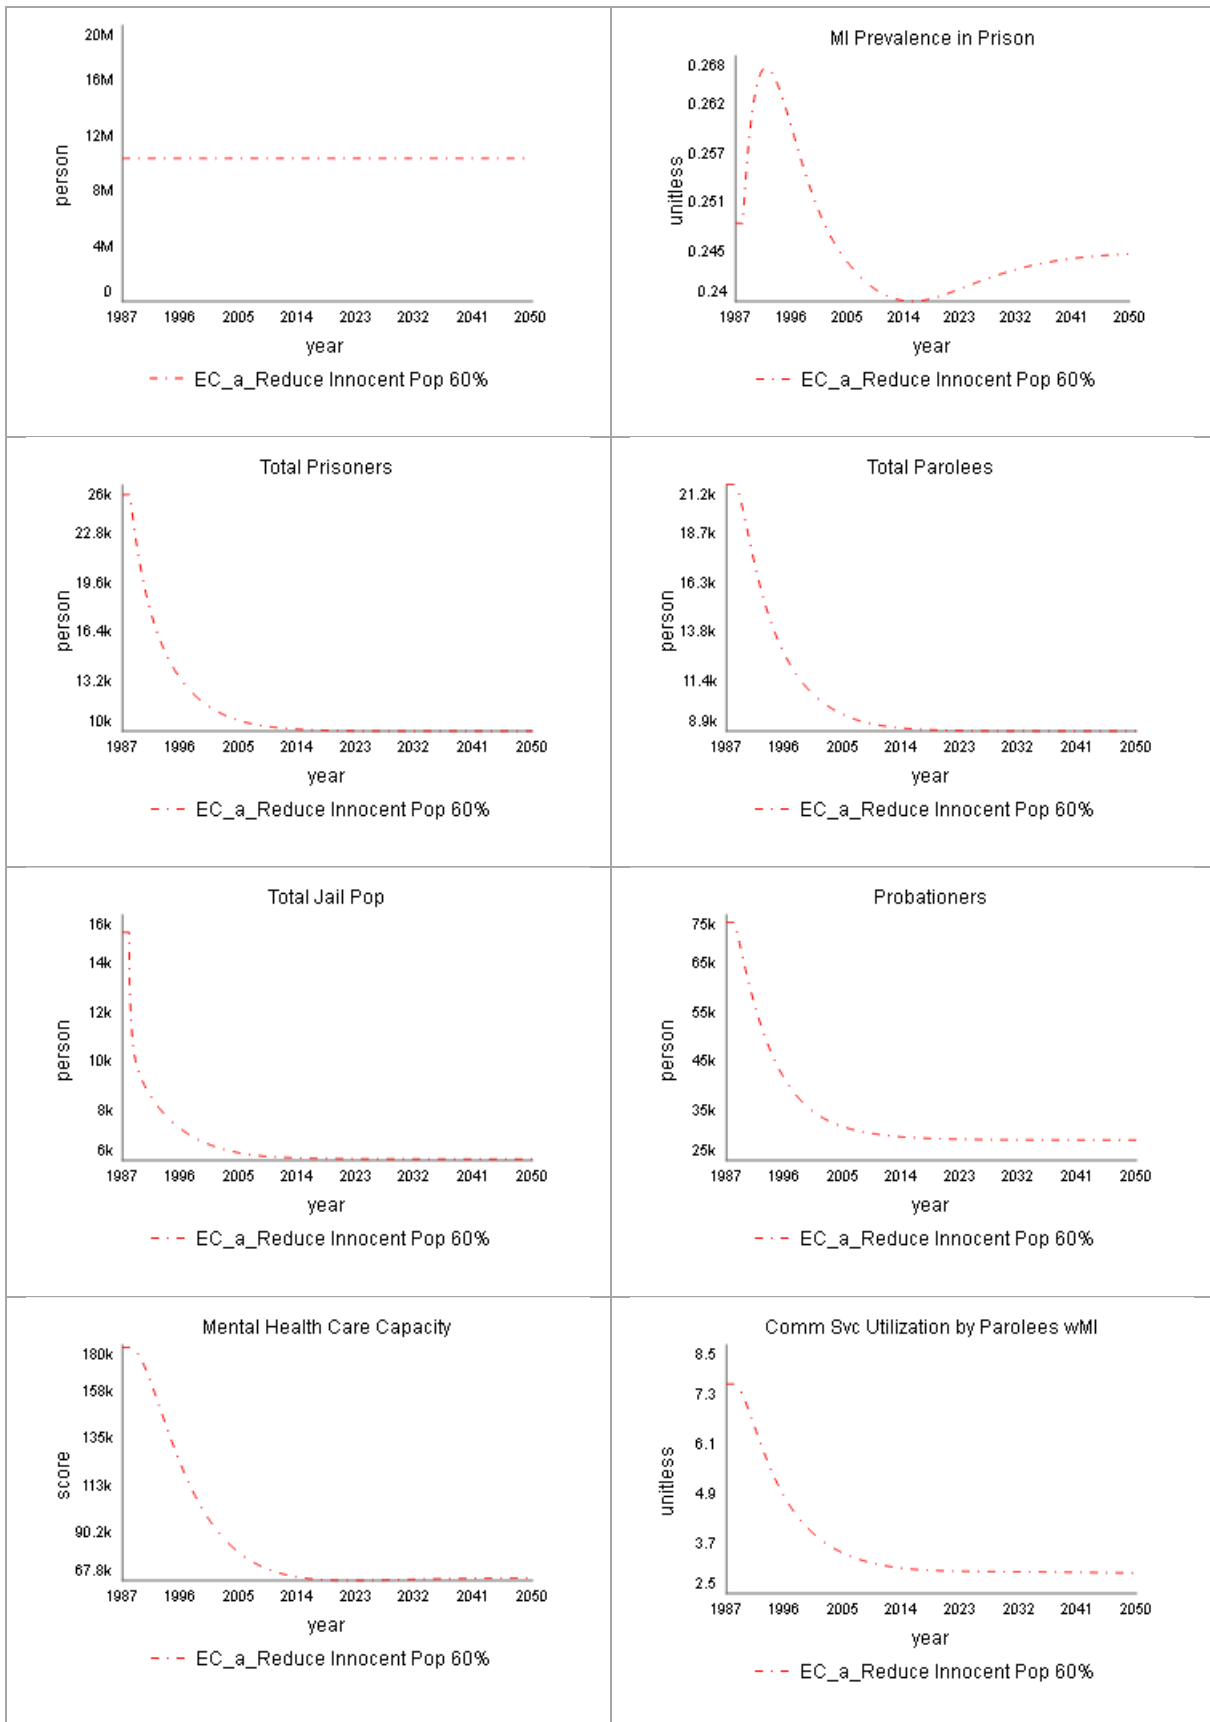 20M
16M
12M
8M
4M
0
person
1987 1996 2005 2014 2023 2032 2041 2050
year
EC_a_Reduce Innocent Pop 60%
MI Prevalence in Prison
0.268
0.262
0.257
0.251
0.245
0.24
unitless
1987 1996 2005 2014 2023 2032 2041 2050
year
EC_a_Reduce Innocent Pop 60%
Total Prisoners
26k
22.8k
19.6k
16.4k
13.2k
10k
person
1987 1996 2005 2014 2023 2032 2041 2050
year
EC_a_Reduce Innocent Pop 60%
Total Parolees
21.2k
18.7k
16.3k
13.8k
11.4k
8.9k
person
1987 1996 2005 2014 2023 2032 2041 2050
year
EC_a_Reduce Innocent Pop 60%
Total Jail Pop
16k
14k
12k
10k
8k
6k
person
1987 1996 2005 2014 2023 2032 2041 2050
year
EC_a_Reduce Innocent Pop 60%
Probationers
75k
65k
55k
45k
35k
25k
person
1987 1996 2005 2014 2023 2032 2041 2050
year
EC_a_Reduce Innocent Pop 60%
Mental Health Care Capacity
180k
158k
135k
113k
90.2k
67.8k
score
1987 1996 2005 2014 2023 2032 2041 2050
year
EC_a_Reduce Innocent Pop 60%
Comm Svc Utilization by Parolees wMI
8.5
7.3
6.1
4.9
3.7
2.5
unitless
1987 1996 2005 2014 2023 2032 2041 2050
year
EC_a_Reduce Innocent Pop 60%